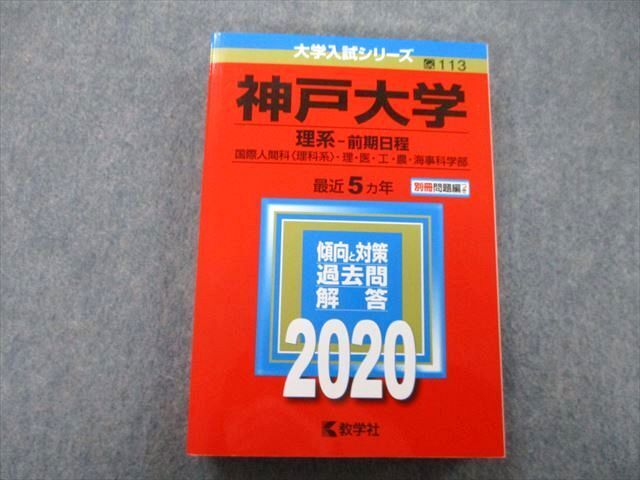 大学入試シリーズ
113
神戸大学
理系-前期日程
国際人間科〈理科系〉・理・医・工・農・海事科学部
最近5カ年
別冊問題編
傾向と対策
過去問
解答
2020
教学社